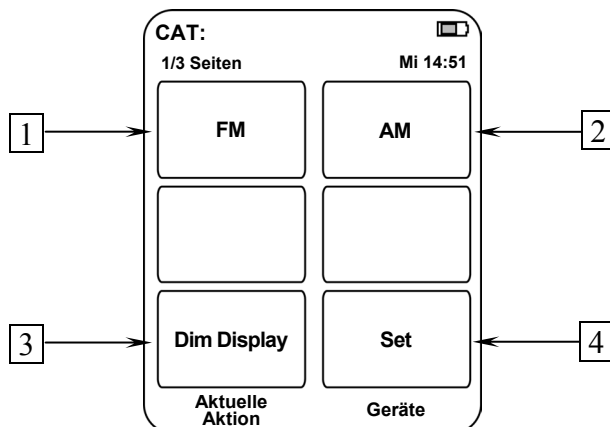 CAT:
1/3 Seiten Mi 14:51
1 FM AM 2
3 Dim Display Set 4
Aktuelle
Aktion Geräte